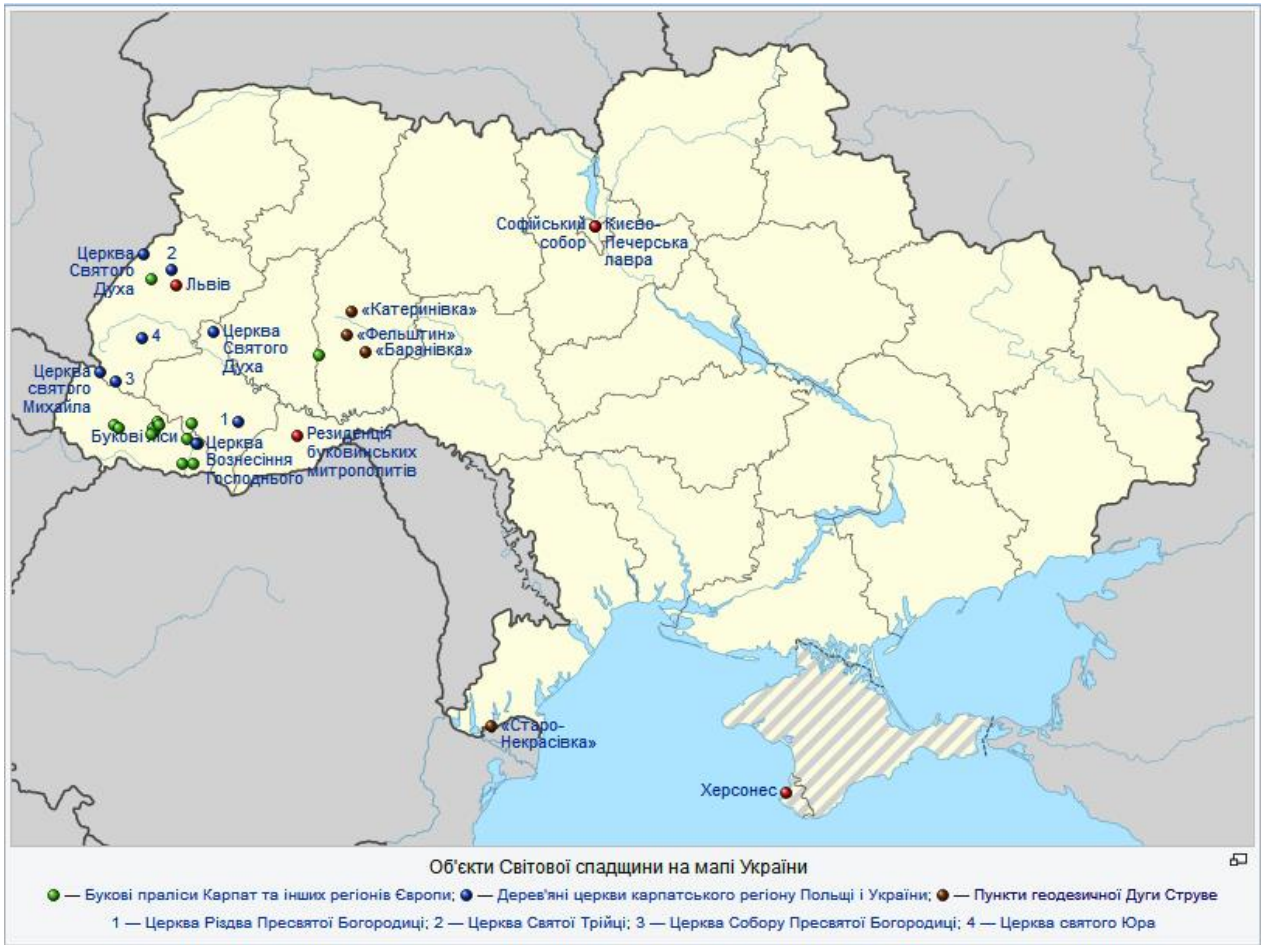 Софійський
собор
Києво-
Печерська
лавра
Церква
Святого
Духа
2
Львів
«Катеринівка»
«Фельштин»
«Баранівка»
4
Церква
Святого
Духа
Церква
святого
Михайла
3
1
Букові ліси
Церква
Вознесіння
Господнього
Резиденція
буковинських
митрополитів
«Старо-
Некрасівка»
Херсонес
Об'єкти Світової спадщини на мапі України
— Букові праліси Карпат та інших регіонів Європи; — Дерев'яні церкви карпатського регіону Польщі і України; — Пункти геодезичної Дуги Струве
1 — Церква Різдва Пресвятої Богородиці; 2 — Церква Святої Трійці; 3 — Церква Собору Пресвятої Богородиці; 4 — Церква святого Юра